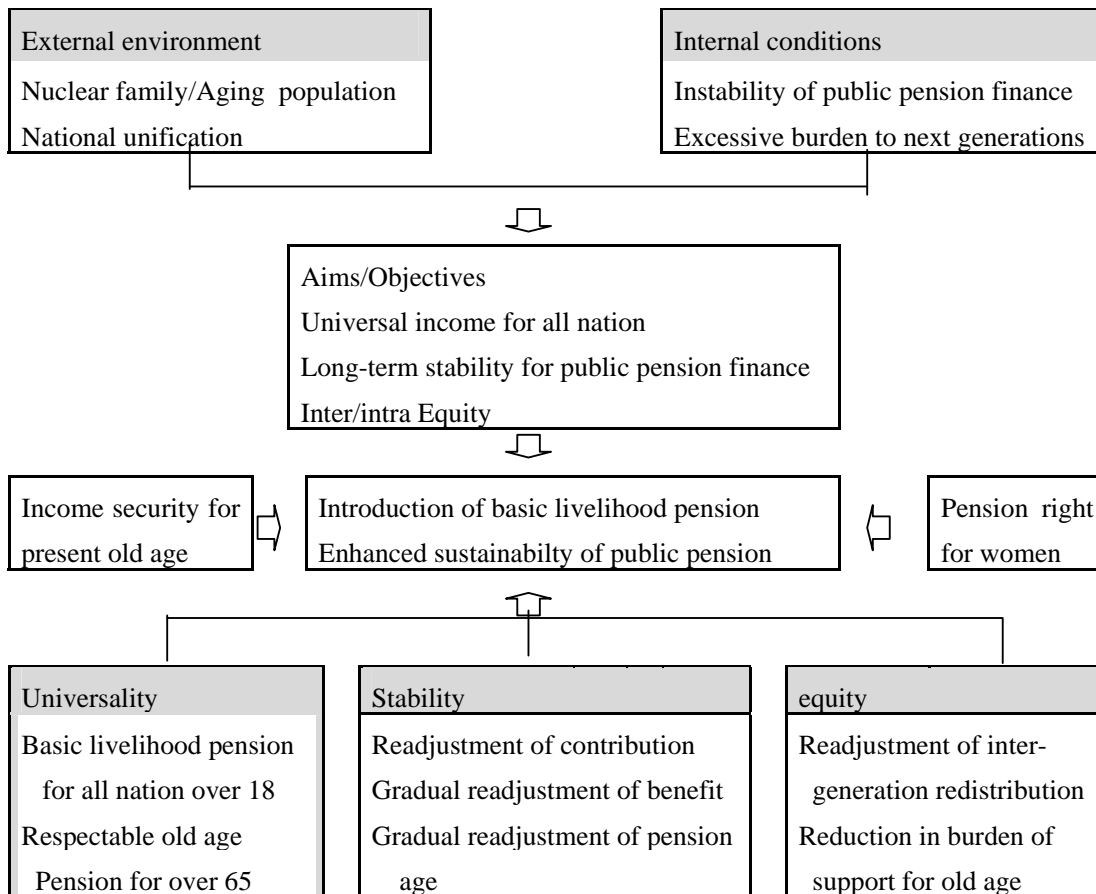 External environment
Nuclear family/Aging population
National unification
Internal conditions
Instability of public pension finance
Excessive burden to next generations
Aims/Objectives
Universal income for all nation
Long-term stability for public pension finance
Inter/intra Equity
Income security for
present old age
Introduction of basic livelihood pension
Enhanced sustainabilty of public pension
Pension right
for women
Universality
Basic livelihood pension
for all nation over 18
Respectable old age
Pension for over 65
Stability
Readjustment of contribution
Gradual readjustment of benefit
Gradual readjustment of pension
age
equity
Readjustment of inter-
generation redistribution
Reduction in burden of
support for old age